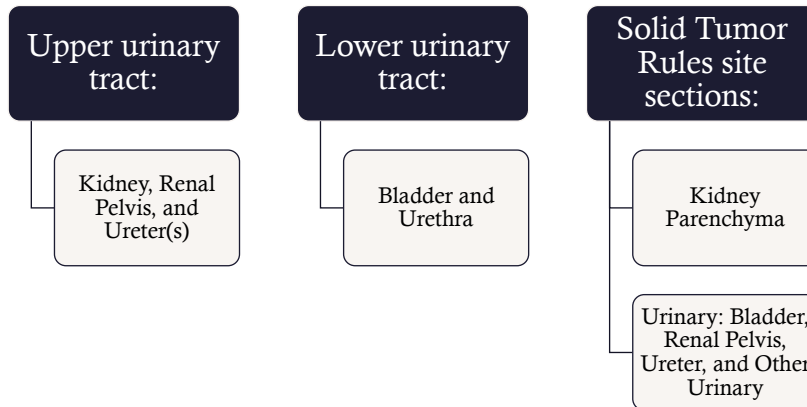 Upper urinary
tract:
Kidney, Renal
Pelvis, and
Ureter(s)
Lower urinary
tract:
Bladder and
Urethra
Solid Tumor
Rules site
sections:
Kidney
Parenchyma
Urinary: Bladder,
Renal Pelvis,
Ureter, and Other
Urinary